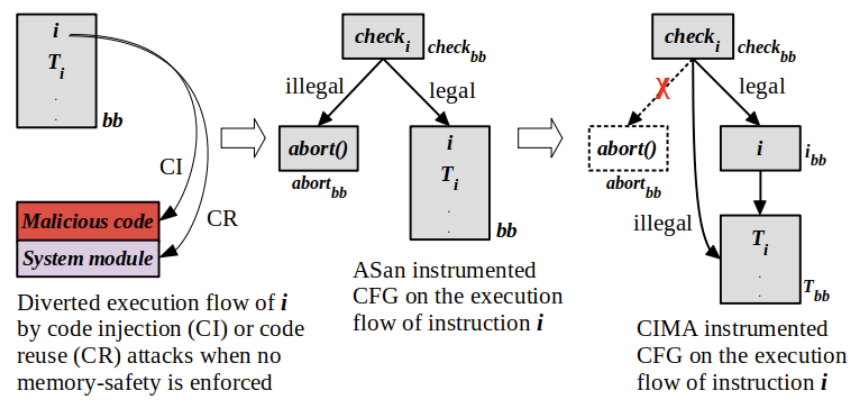 i
T_i
.
.
bb
CI
CR
Malicious code
System module
Diverted execution flow of i
by code injection (CI) or code
reuse (CR) attacks when no
memory-safety is enforced
check_i
check_bb
illegal
legal
abort()
abort_bb
i
T_i
.
.
bb
ASan instrumented
CFG on the execution
flow of instruction i
check_i
check_bb
X
legal
abort()
abort_bb
i
i_bb
illegal
T_i
.
.
T_bb
CIMA instrumented
CFG on the execution
flow of instruction i